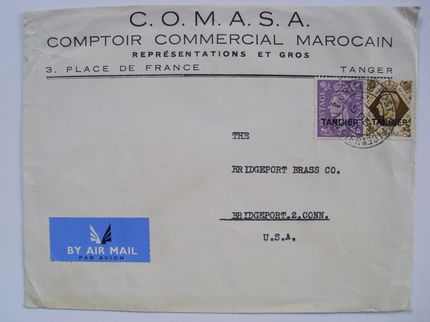 C.O.M.A.S.A.
COMPTOIR COMMERCIAL MAROCAIN
REPRÉSENTATIONS ET GROS
3. PLACE DE FRANCE TANGER
POSTAGE
TANGIER TANGIER
THE
BRIDGEPORT BRASS CO.
BRIDGEPORT.2.CONN.
U.S.A.
BY AIR MAIL
PAR AVION